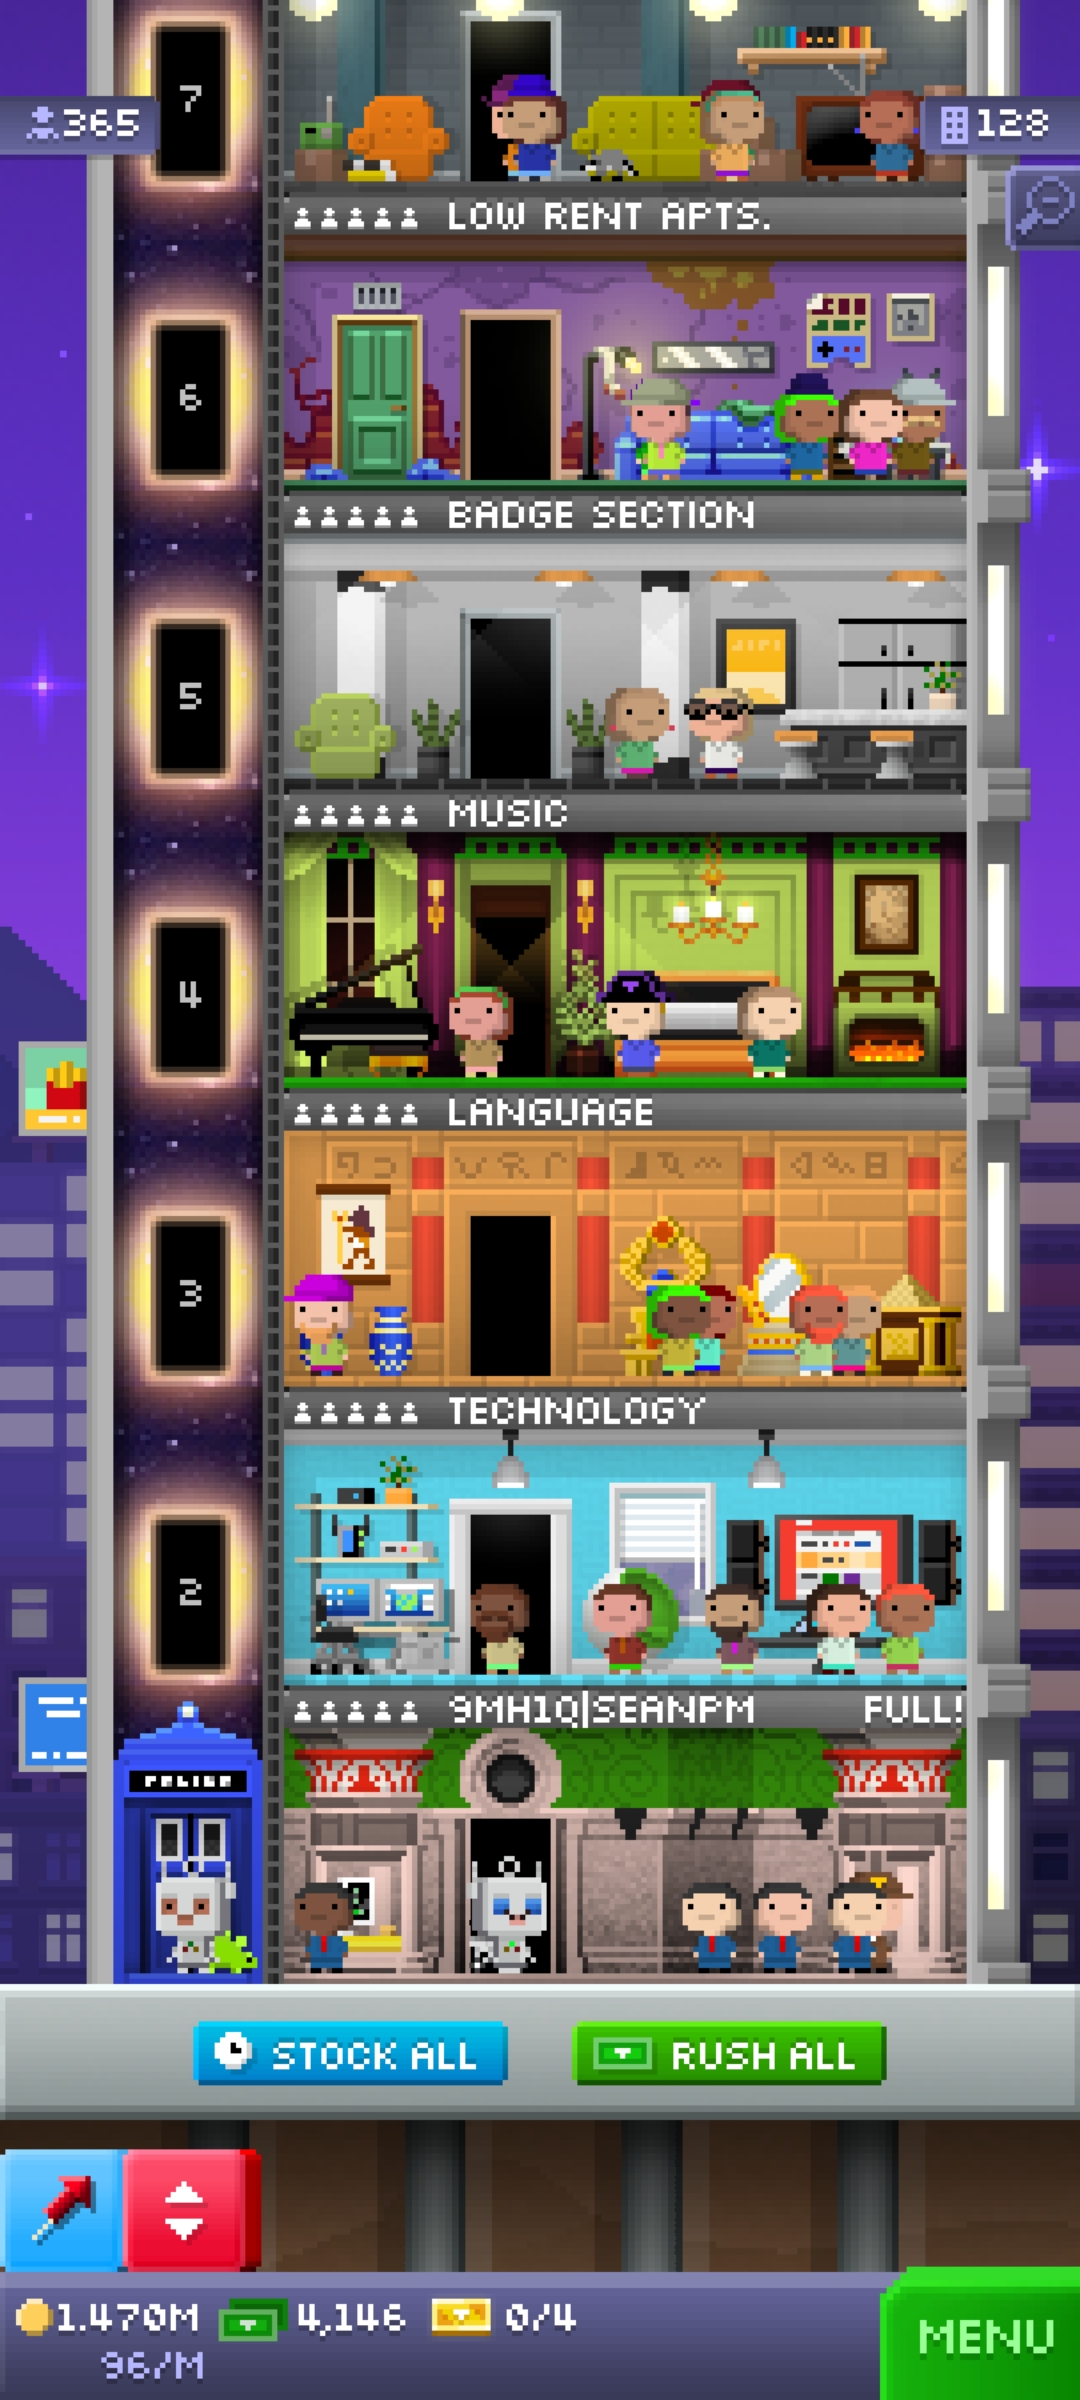 7
365
128
LOW RENT APTS.
6
BADGE SECTION
5
MUSIC
4
LANGUAGE
3
TECHNOLOGY
2
9MH1Q|SEANPM FULL!
POLICE
STOCK ALL
RUSH ALL
1.470M 4,146 0/4
96/M
MENU